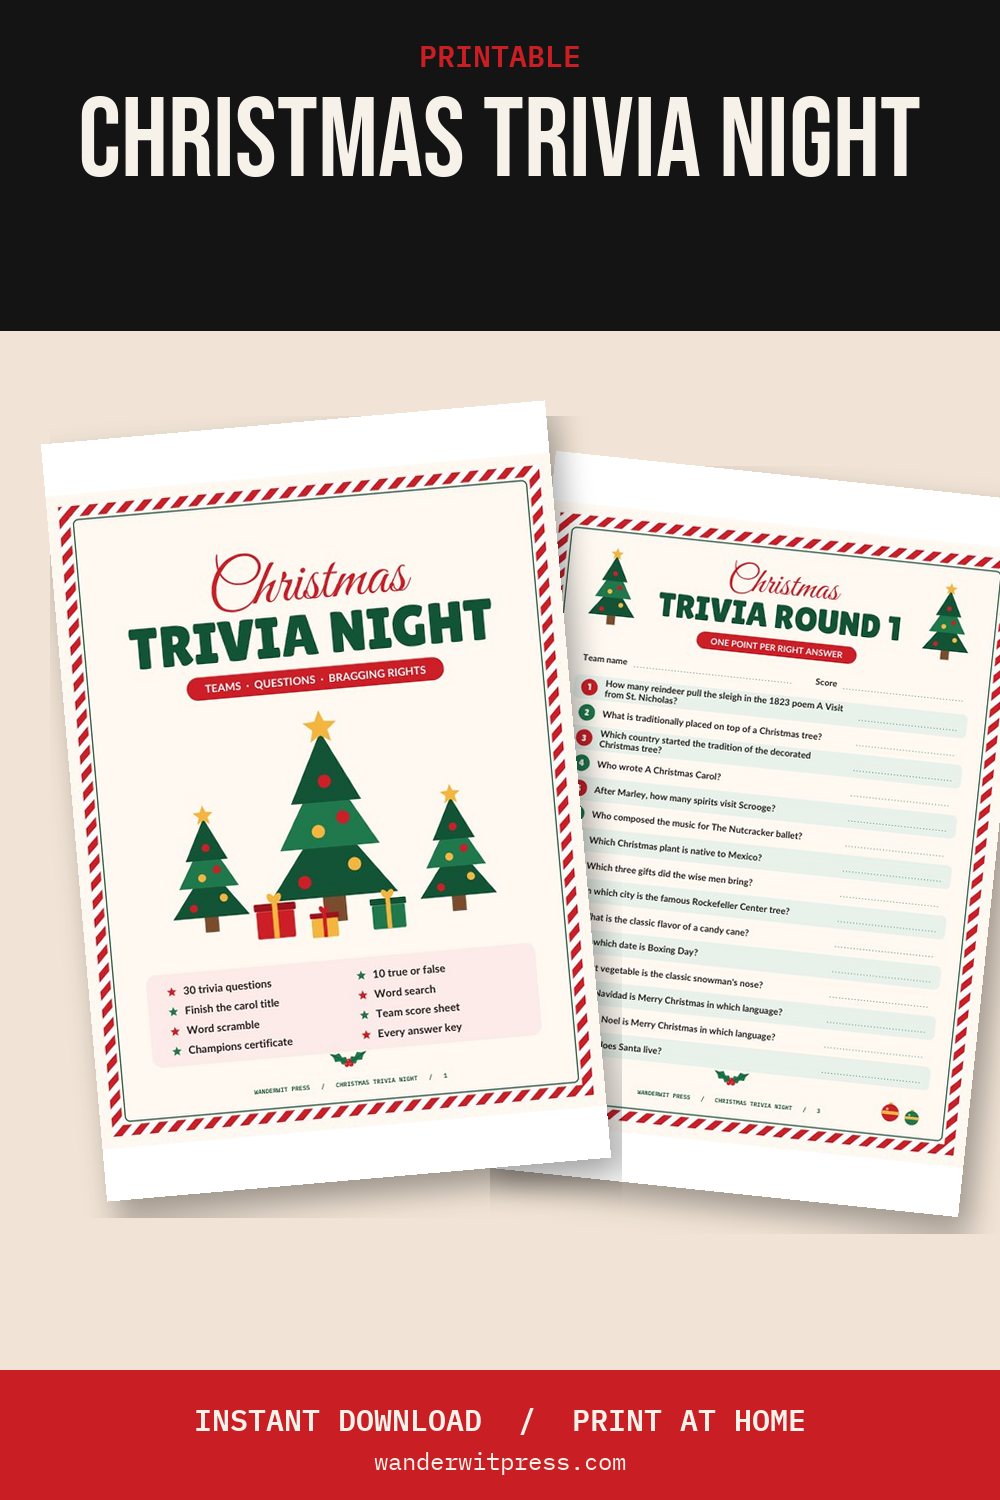 PRINTABLE
CHRISTMAS TRIVIA NIGHT
Christmas
TRIVIA NIGHT
TEAMS · QUESTIONS · BRAGGING RIGHTS
30 trivia questions
Finish the carol title
Word scramble
Champions certificate
10 true or false
Word search
Team score sheet
Every answer key
WANDERWIT PRESS / CHRISTMAS TRIVIA NIGHT / 1
Christmas
TRIVIA ROUND 1
ONE POINT PER RIGHT ANSWER
Team name
Score
1 How many reindeer pull the sleigh in the 1823 poem A Visit
from St. Nicholas?
2 What is traditionally placed on top of a Christmas tree?
3 Which country started the tradition of the decorated
Christmas tree?
4 Who wrote A Christmas Carol?
After Marley, how many spirits visit Scrooge?
Who composed the music for The Nutcracker ballet?
Which Christmas plant is native to Mexico?
Which three gifts did the wise men bring?
which city is the famous Rockefeller Center tree?
is the classic flavor of a candy cane?
which date is Boxing Day?
vegetable is the classic snowman's nose?
Navidad is Merry Christmas in which language?
Noel is Merry Christmas in which language?
does Santa live?
WANDERWIT PRESS / CHRISTMAS TRIVIA NIGHT / 3
INSTANT DOWNLOAD / PRINT AT HOME
wanderwitpress.com